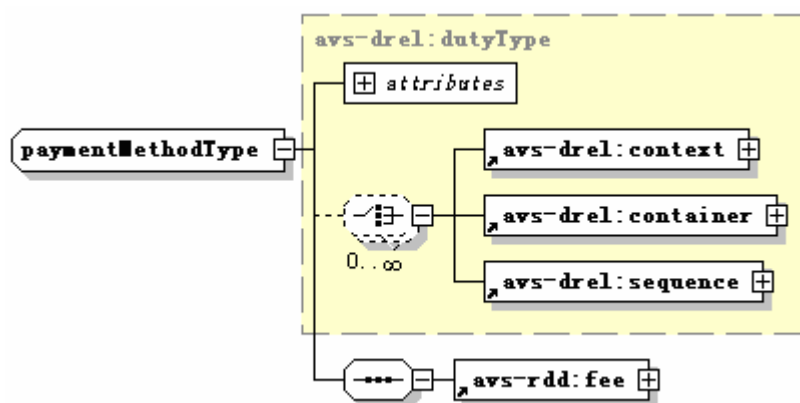 avs-drel:dutyType
attributes
paymentMethodType
avs-drel:context
avs-drel:container
0..∞
avs-drel:sequence
avs-rdd:fee